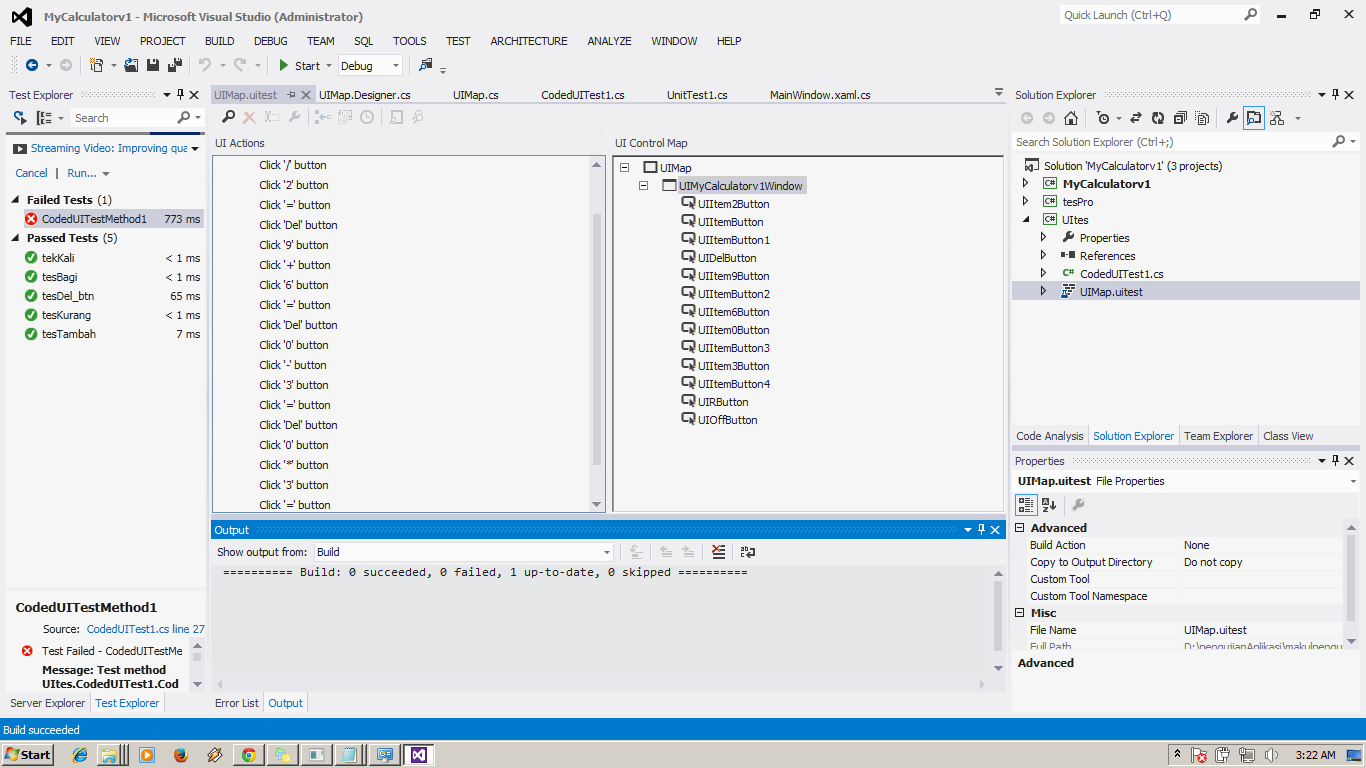 MyCalculatorv1 - Microsoft Visual Studio (Administrator)
Quick Launch (Ctrl+Q)
FILE EDIT VIEW PROJECT BUILD DEBUG TEAM SQL TOOLS TEST ARCHITECTURE ANALYZE WINDOW HELP
Start Debug
Test Explorer
Search
Streaming Video: Improving qua
Cancel Run...
Failed Tests (1)
CodedUITestMethod1 773 ms
Passed Tests (5)
tekKali < 1 ms
tesBagi < 1 ms
tesDel_btn 65 ms
tesKurang < 1 ms
tesTambah 7 ms
CodedUITestMethod1
Source: CodedUITest1.cs line 27
Test Failed - CodedUITestMe
Message: Test method
UItes.CodedUITest1.Cod
Server Explorer Test Explorer
UIMap.uitest UIMap.Designer.cs UIMap.cs CodedUITest1.cs UnitTest1.cs MainWindow.xaml.cs
UI Actions
Click '/' button
Click '2' button
Click '=' button
Click 'Del' button
Click '9' button
Click '+' button
Click '6' button
Click '=' button
Click 'Del' button
Click '0' button
Click '-' button
Click '3' button
Click '=' button
Click 'Del' button
Click '0' button
Click '*' button
Click '3' button
Click '=' button
UI Control Map
UIMap
UIMyCalculatorv1Window
UIItem2Button
UIItemButton
UIItemButton1
UIDelButton
UIItem9Button
UIItemButton2
UIItem6Button
UIItem0Button
UIItemButton3
UIItem3Button
UIItemButton4
UIRButton
UIOffButton
Output
Show output from: Build
========== Build: 0 succeeded, 0 failed, 1 up-to-date, 0 skipped ==========
Error List Output
Solution Explorer
Search Solution Explorer (Ctrl+;)
Solution 'MyCalculatorv1' (3 projects)
C# MyCalculatorv1
C# tesPro
C# UItes
Properties
References
C# CodedUITest1.cs
UIMap.uitest
Code Analysis Solution Explorer Team Explorer Class View
Properties
UIMap.uitest File Properties
Advanced
Build Action None
Copy to Output Directory Do not copy
Custom Tool
Custom Tool Namespace
Misc
File Name UIMap.uitest
Full Path D:\pengujianAplikasi\makulpengu
Advanced
Build succeeded
Start
3:22 AM